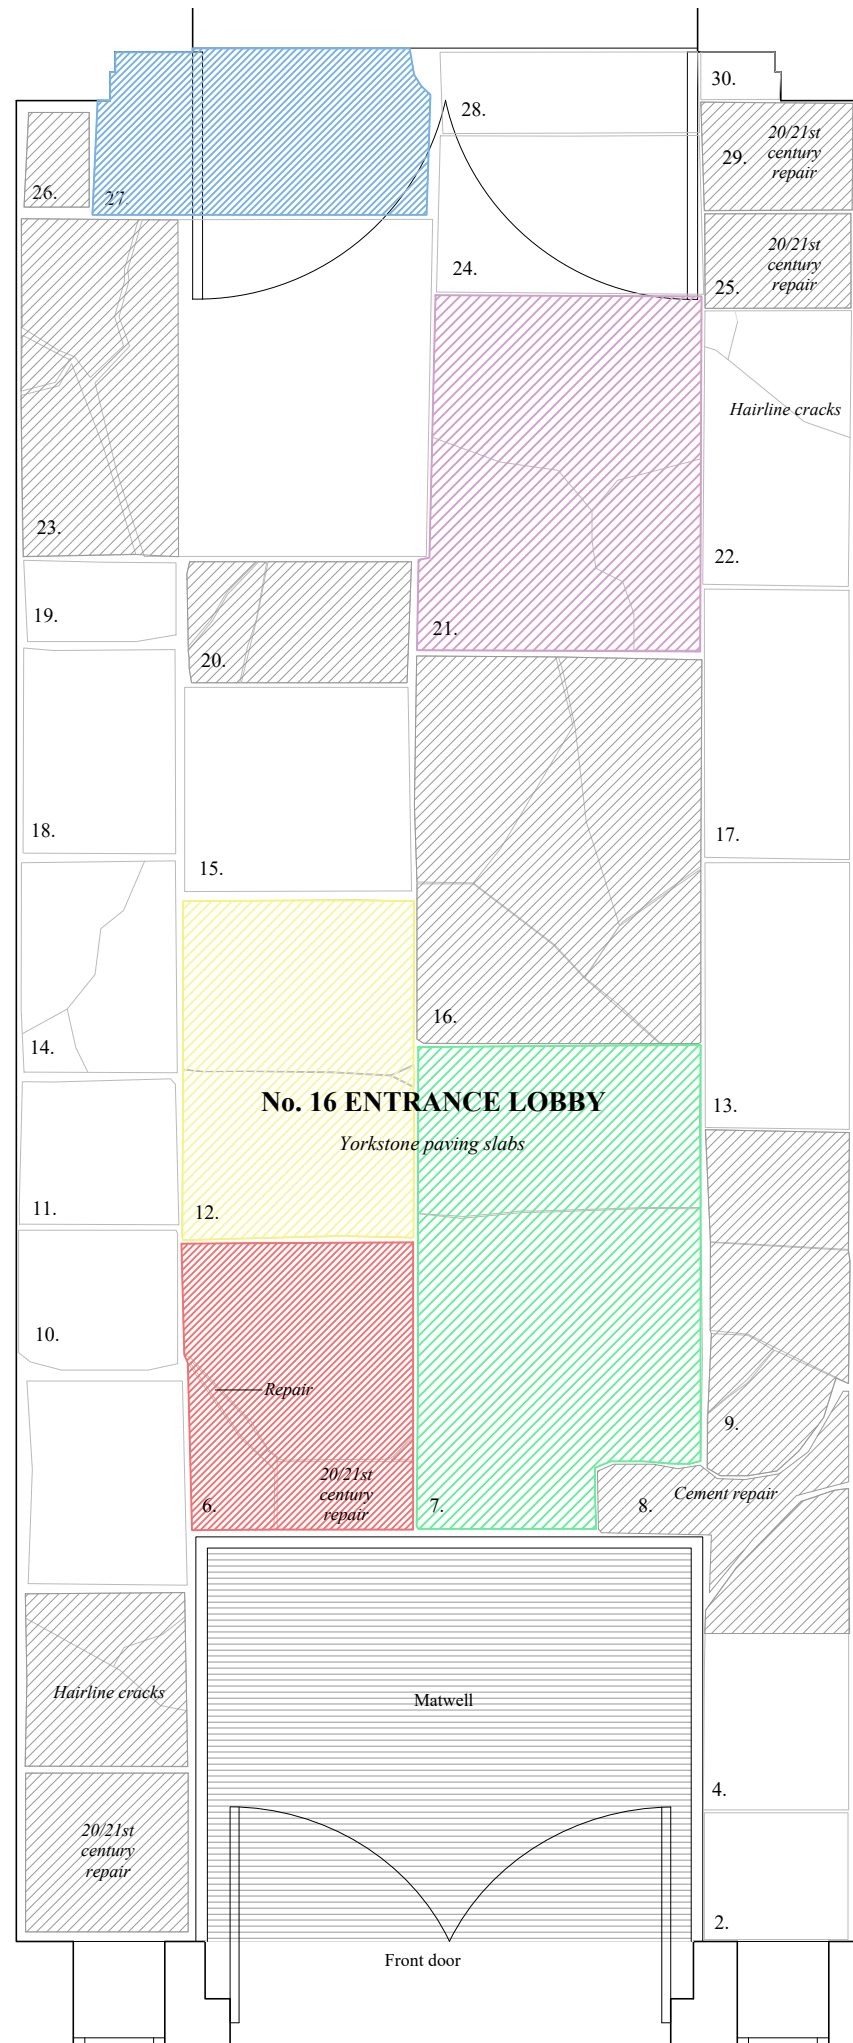 30.
28.
20/21st
century
repair
29.
26.
27.
20/21st
century
repair
24.
25.
Hairline cracks
23.
22.
19.
21.
20.
18.
17.
15.
16.
14.
No. 16 ENTRANCE LOBBY
13.
Yorkstone paving slabs
11.
12.
10.
Repair
9.
20/21st
century
repair
Cement repair
6.
7.
8.
Hairline cracks
Matwell
4.
20/21st
century
repair
2.
Front door